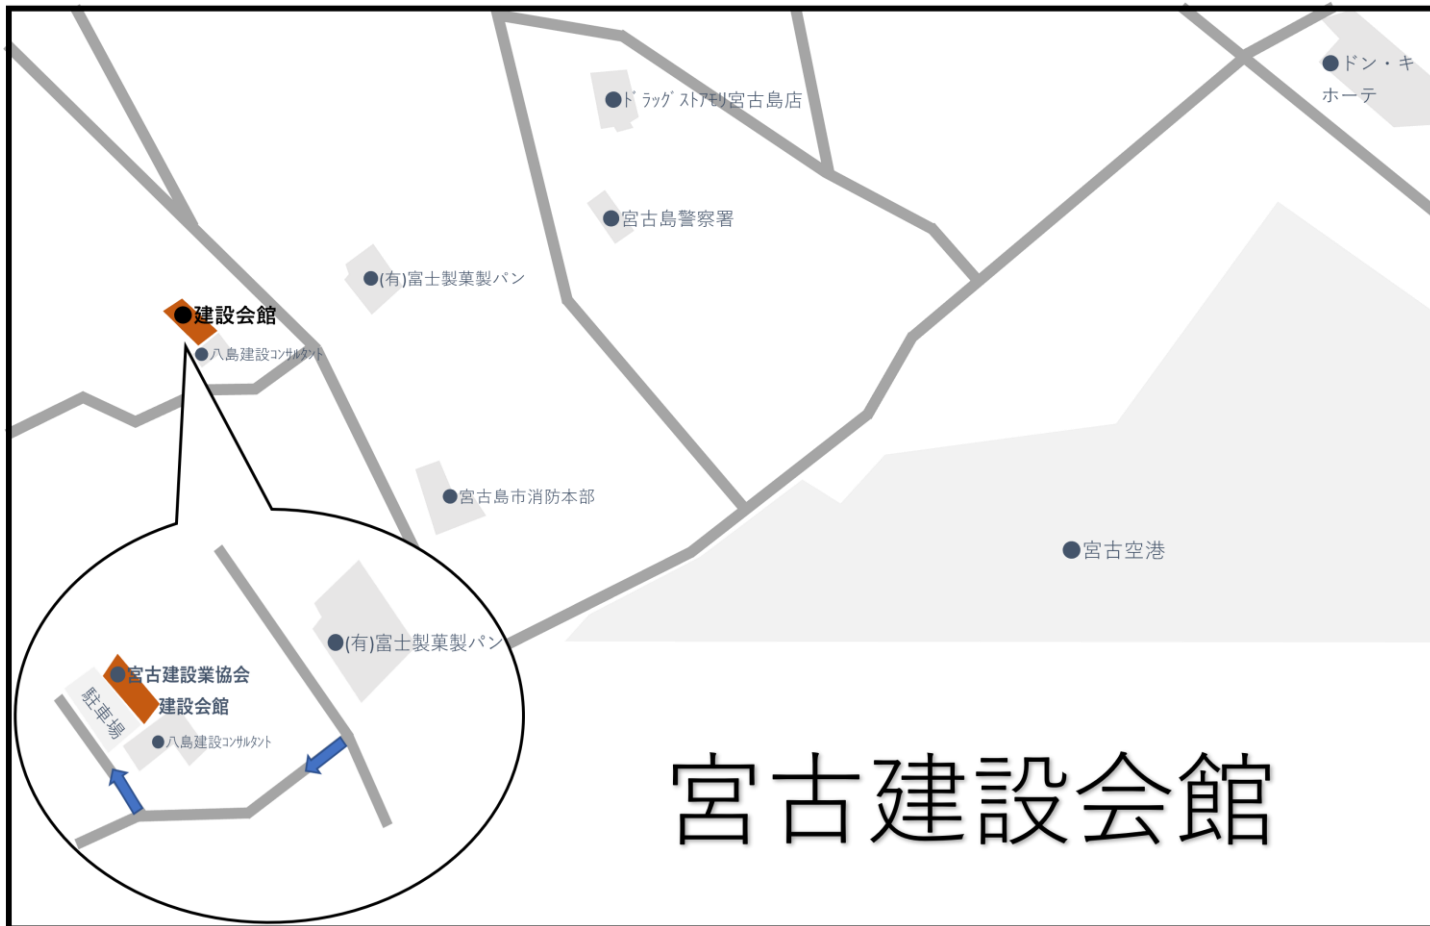 ドン・キ
ホーテ
ドラッグストアモリ宮古島店
宮古島警察署
(有)富士製菓製パン
建設会館
八島建設コンサルタント
宮古島市消防本部
宮古空港
(有)富士製菓製パン
宮古建設業協会
建設会館
駐車場
八島建設コンサルタント
宮古建設会館